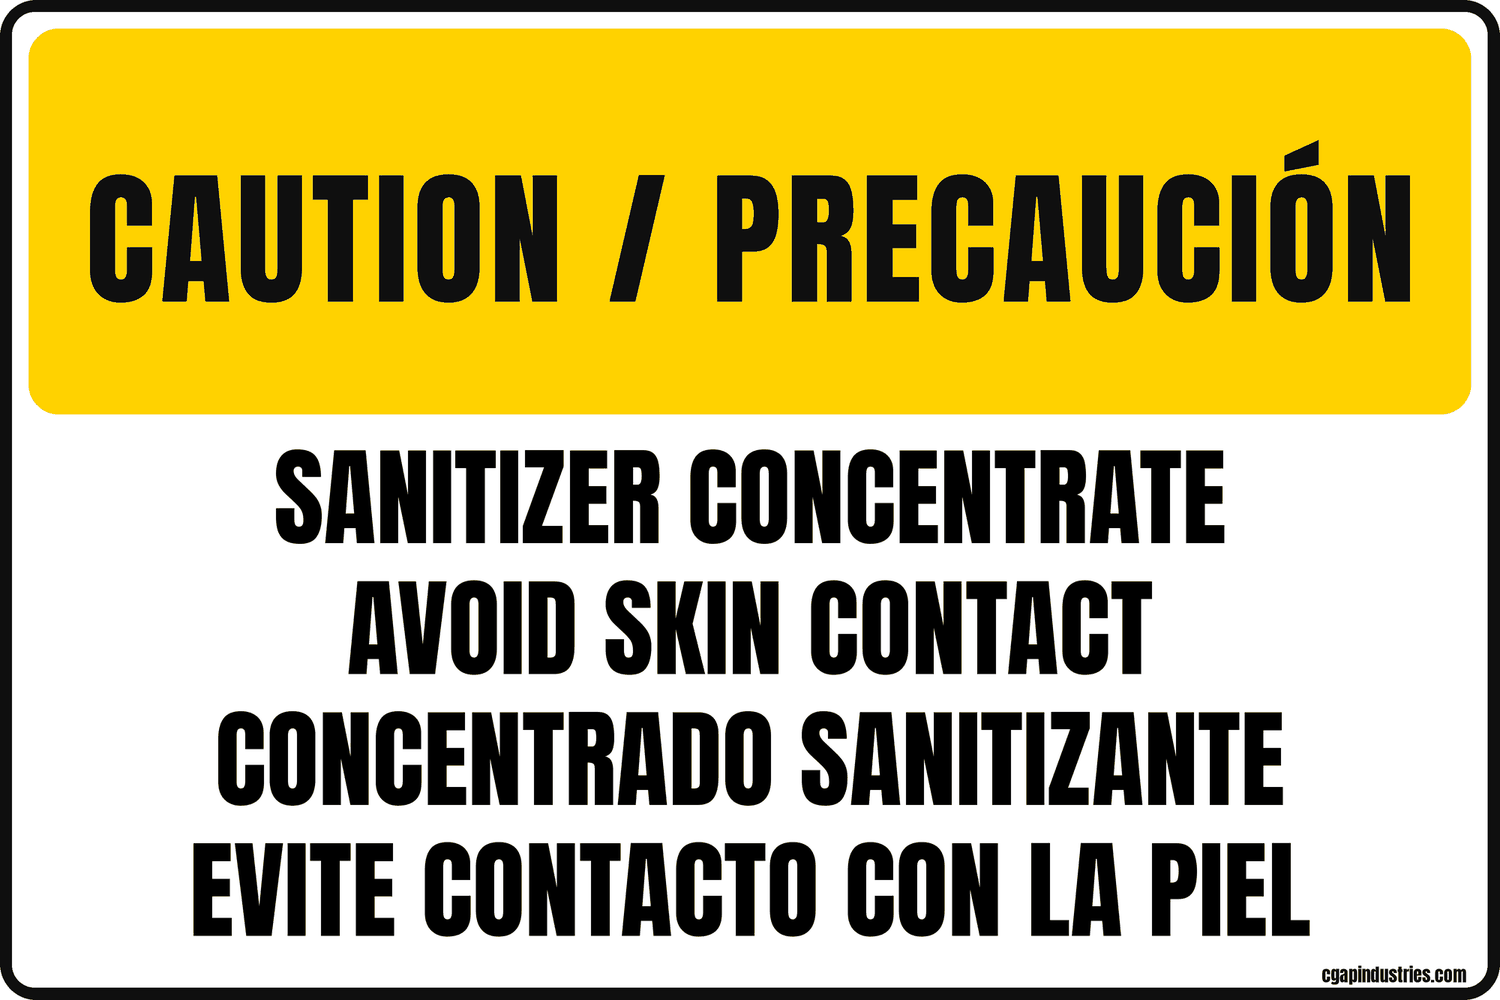 CAUTION / PRECAUCIÓN
SANITIZER CONCENTRATE
AVOID SKIN CONTACT
CONCENTRADO SANITIZANTE
EVITE CONTACTO CON LA PIEL
cgapindustries.com